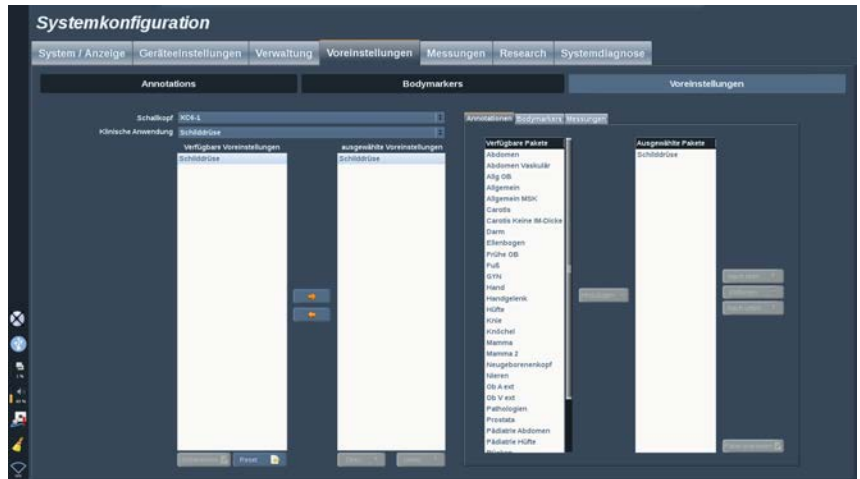 Systemkonfiguration
System / Anzeige Geräteeinstellungen Verwaltung Voreinstellungen Messungen Research Systemdiagnose
Annotations Bodymarkers Voreinstellungen
Schallkopf XC6-1
Klinische Anwendung Schilddrüse
Verfügbare Voreinstellungen ausgewählte Voreinstellungen
Schilddrüse Schilddrüse
Reset
Annotationen Bodymarkers Messungen
Verfügbare Pakete Ausgewählte Pakete
Abdomen Schilddrüse
Abdomen Vaskulär
Allg OB
Allgemein
Allgemein MSK
Carotis
Carotis Keine IM-Dicke
Darm
Ellenbogen
Frühe OB
Fuß
GYN
Hand
Handgelenk
Hüfte
Knie
Knöchel
Mamma
Mamma 2
Neugeborenenkopf
Nieren
Ob A ext
Ob V ext
Pathologien
Prostata
Pädiatrie Abdomen
Pädiatrie Hüfte